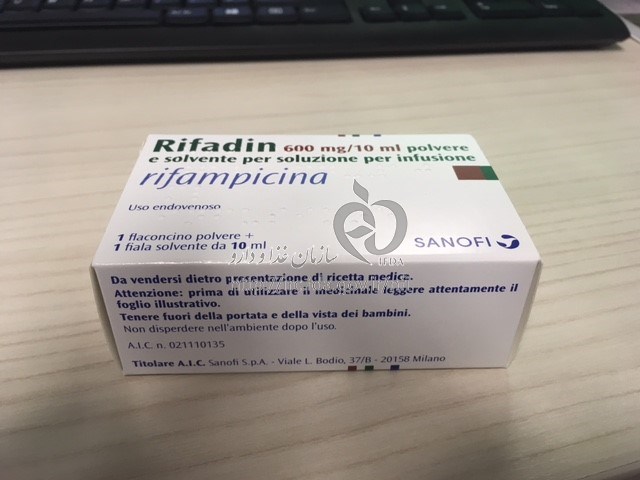 Rifadin 600 mg/10 ml polvere
e solvente per soluzione per infusione
rifampicina
Uso endovenoso
1 flaconcino polvere +
1 fiala solvente da 10 ml
SANOFI
IFDA
سازمان غذا و دارو
Da vendersi dietro presentazione di ricetta medica.
Attenzione: prima di utilizzare il medicinale leggere attentamente il
foglio illustrativo.
Tenere fuori della portata e della vista dei bambini.
Non disperdere nell'ambiente dopo l'uso.
A.I.C. n. 021110135
Titolare A.I.C. Sanofi S.p.A. - Viale L. Bodio, 37/B - 20158 Milano